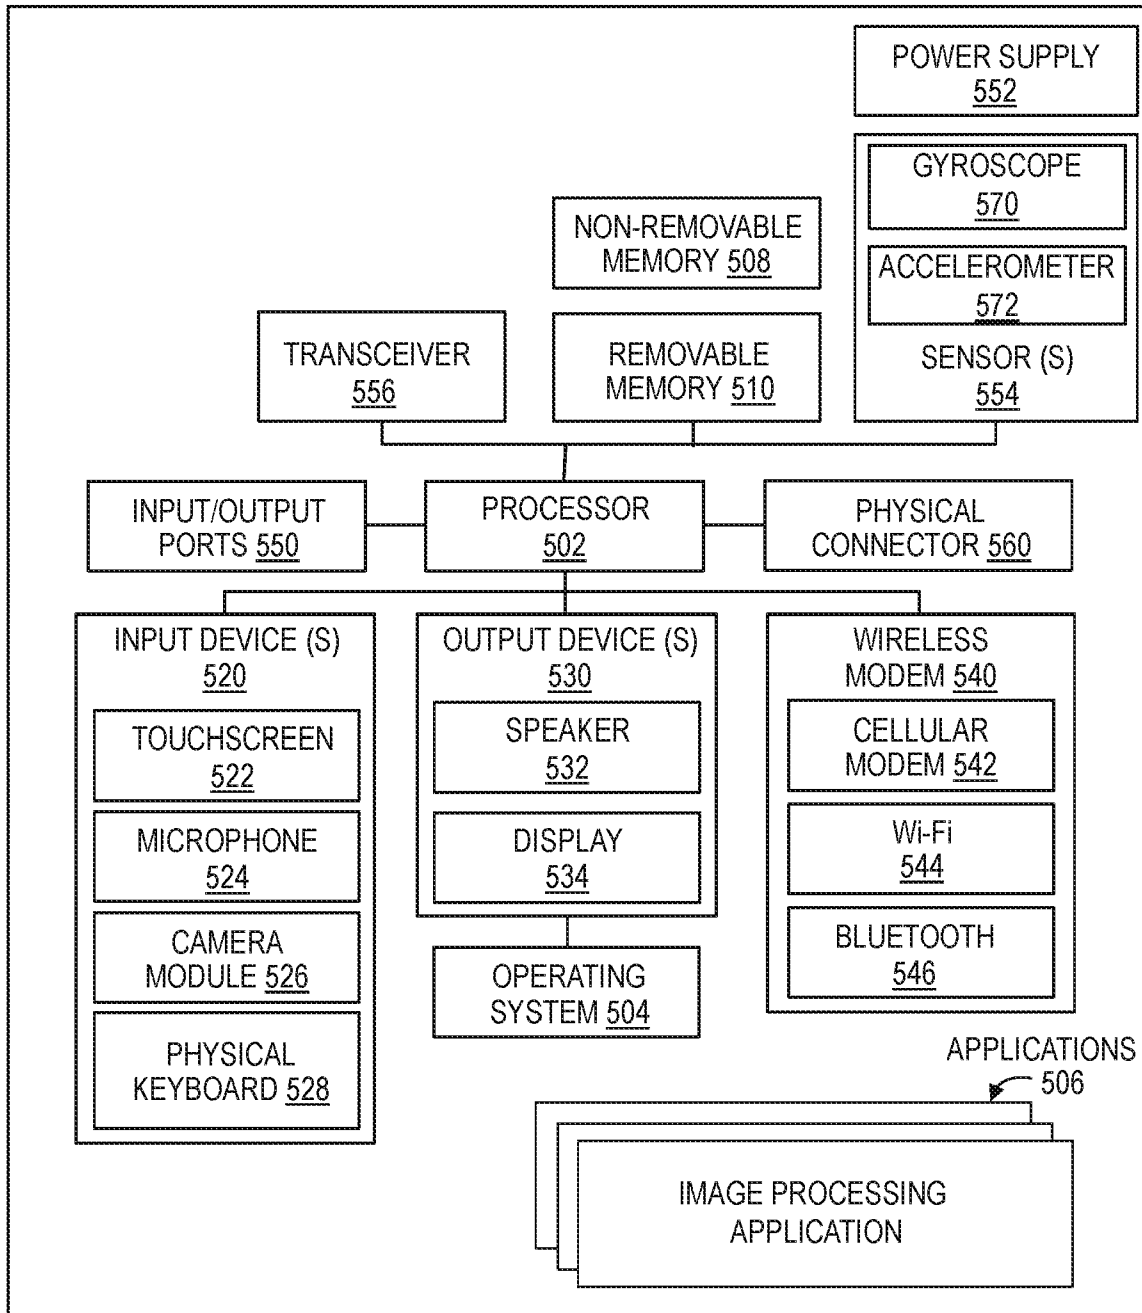 POWER SUPPLY
552
GYROSCOPE
570
ACCELEROMETER
572
SENSOR (S)
554
NON-REMOVABLE
MEMORY 508
REMOVABLE
MEMORY 510
TRANSCEIVER
556
INPUT/OUTPUT
PORTS 550
PROCESSOR
502
PHYSICAL
CONNECTOR 560
INPUT DEVICE (S)
520
TOUCHSCREEN
522
MICROPHONE
524
CAMERA
MODULE 526
PHYSICAL
KEYBOARD 528
OUTPUT DEVICE (S)
530
SPEAKER
532
DISPLAY
534
OPERATING
SYSTEM 504
WIRELESS
MODEM 540
CELLULAR
MODEM 542
Wi-Fi
544
BLUETOOTH
546
APPLICATIONS
506
IMAGE PROCESSING
APPLICATION